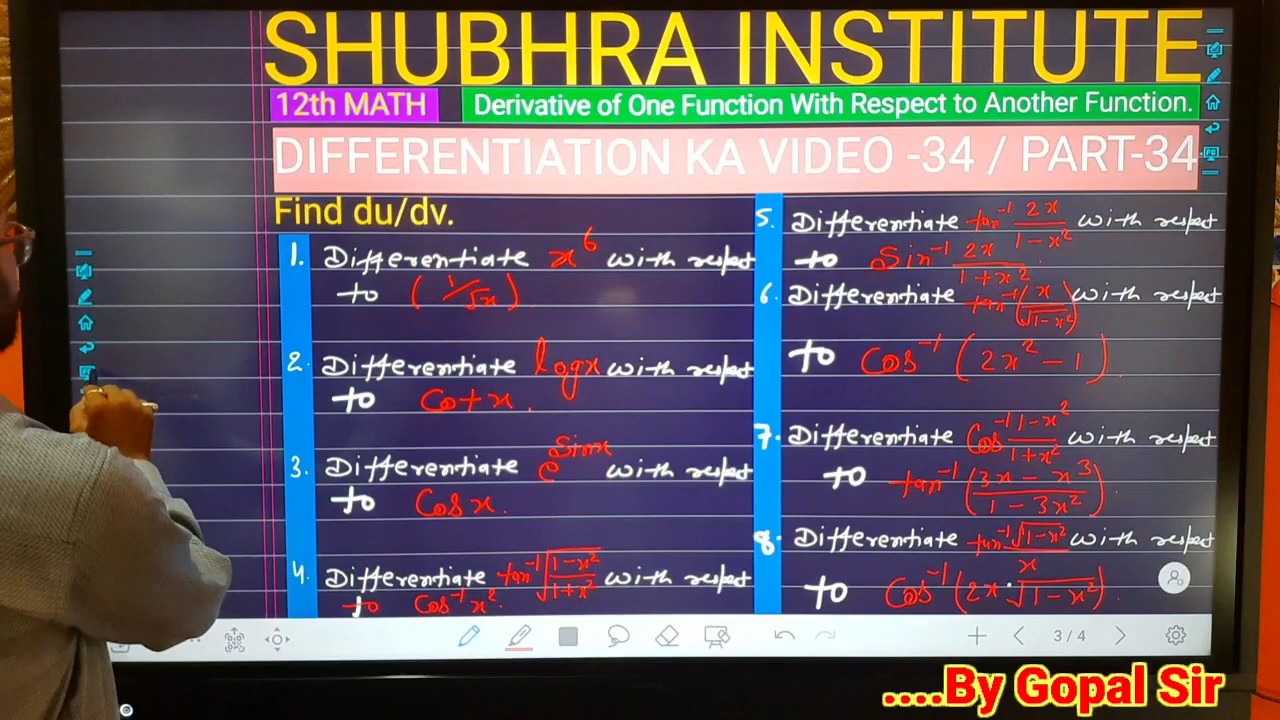 SHUBHRA INSTITUTE
12th MATH
Derivative of One Function With Respect to Another Function.
DIFFERENTIATION KA VIDEO -34 / PART-34
Find du/dv.
1. Differentiate x^6 with respect
to (1/√x)
2. Differentiate log x with respect
to Cot x.
3. Differentiate e^Sinx with respect
to Cos x.
4. Differentiate tan⁻¹ √((1-x²)/(1+x²)) with respect
to Cos⁻¹ x².
5. Differentiate tan⁻¹ 2x/(1-x²) with respect
to Sin⁻¹ 2x/(1+x²).
6. Differentiate tan⁻¹(x/√(1-x²)) with respect
to Cos⁻¹ (2x² - 1)
7. Differentiate Cos⁻¹ (1-x²)/(1+x²) with respect
to tan⁻¹ ((3x - x³)/(1 - 3x²)).
8. Differentiate tan⁻¹ √(1-x²)/x with respect
to Cos⁻¹ (2x·√(1-x²)).
3 / 4
....By Gopal Sir